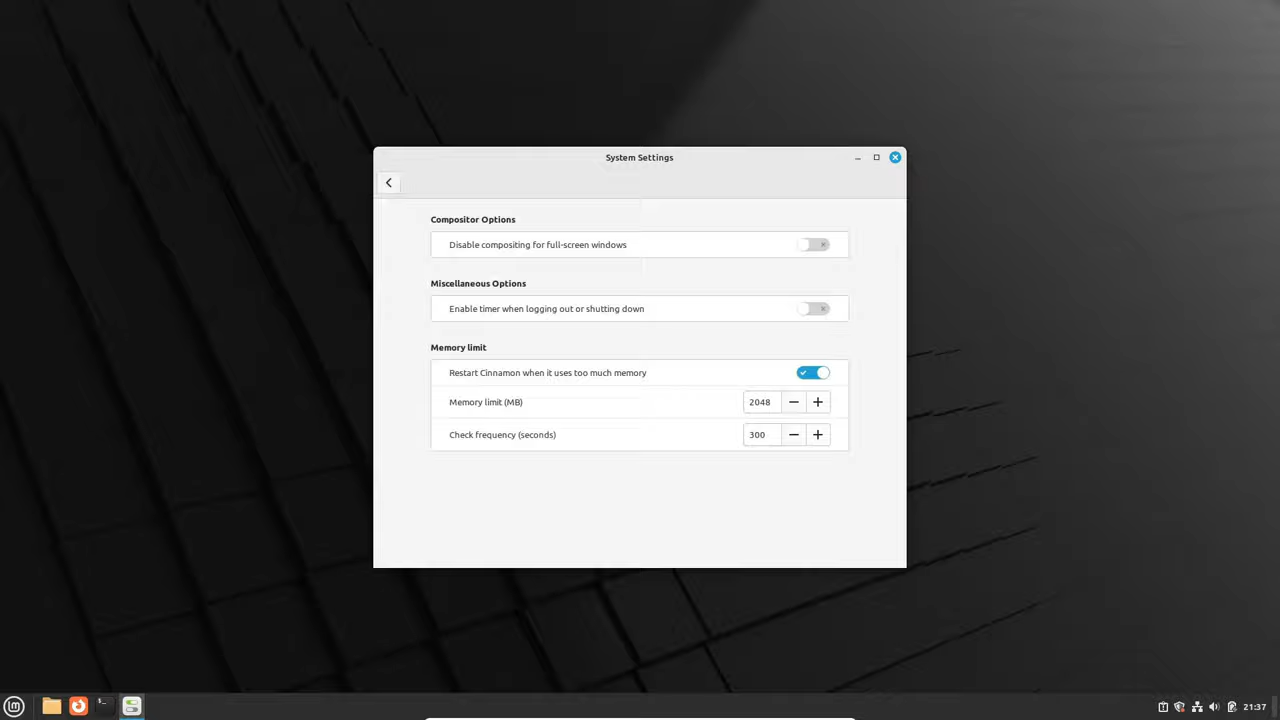 System Settings
Compositor Options
Disable compositing for full-screen windows
Miscellaneous Options
Enable timer when logging out or shutting down
Memory limit
Restart Cinnamon when it uses too much memory
Memory limit (MB)
2048
Check frequency (seconds)
300
21:37